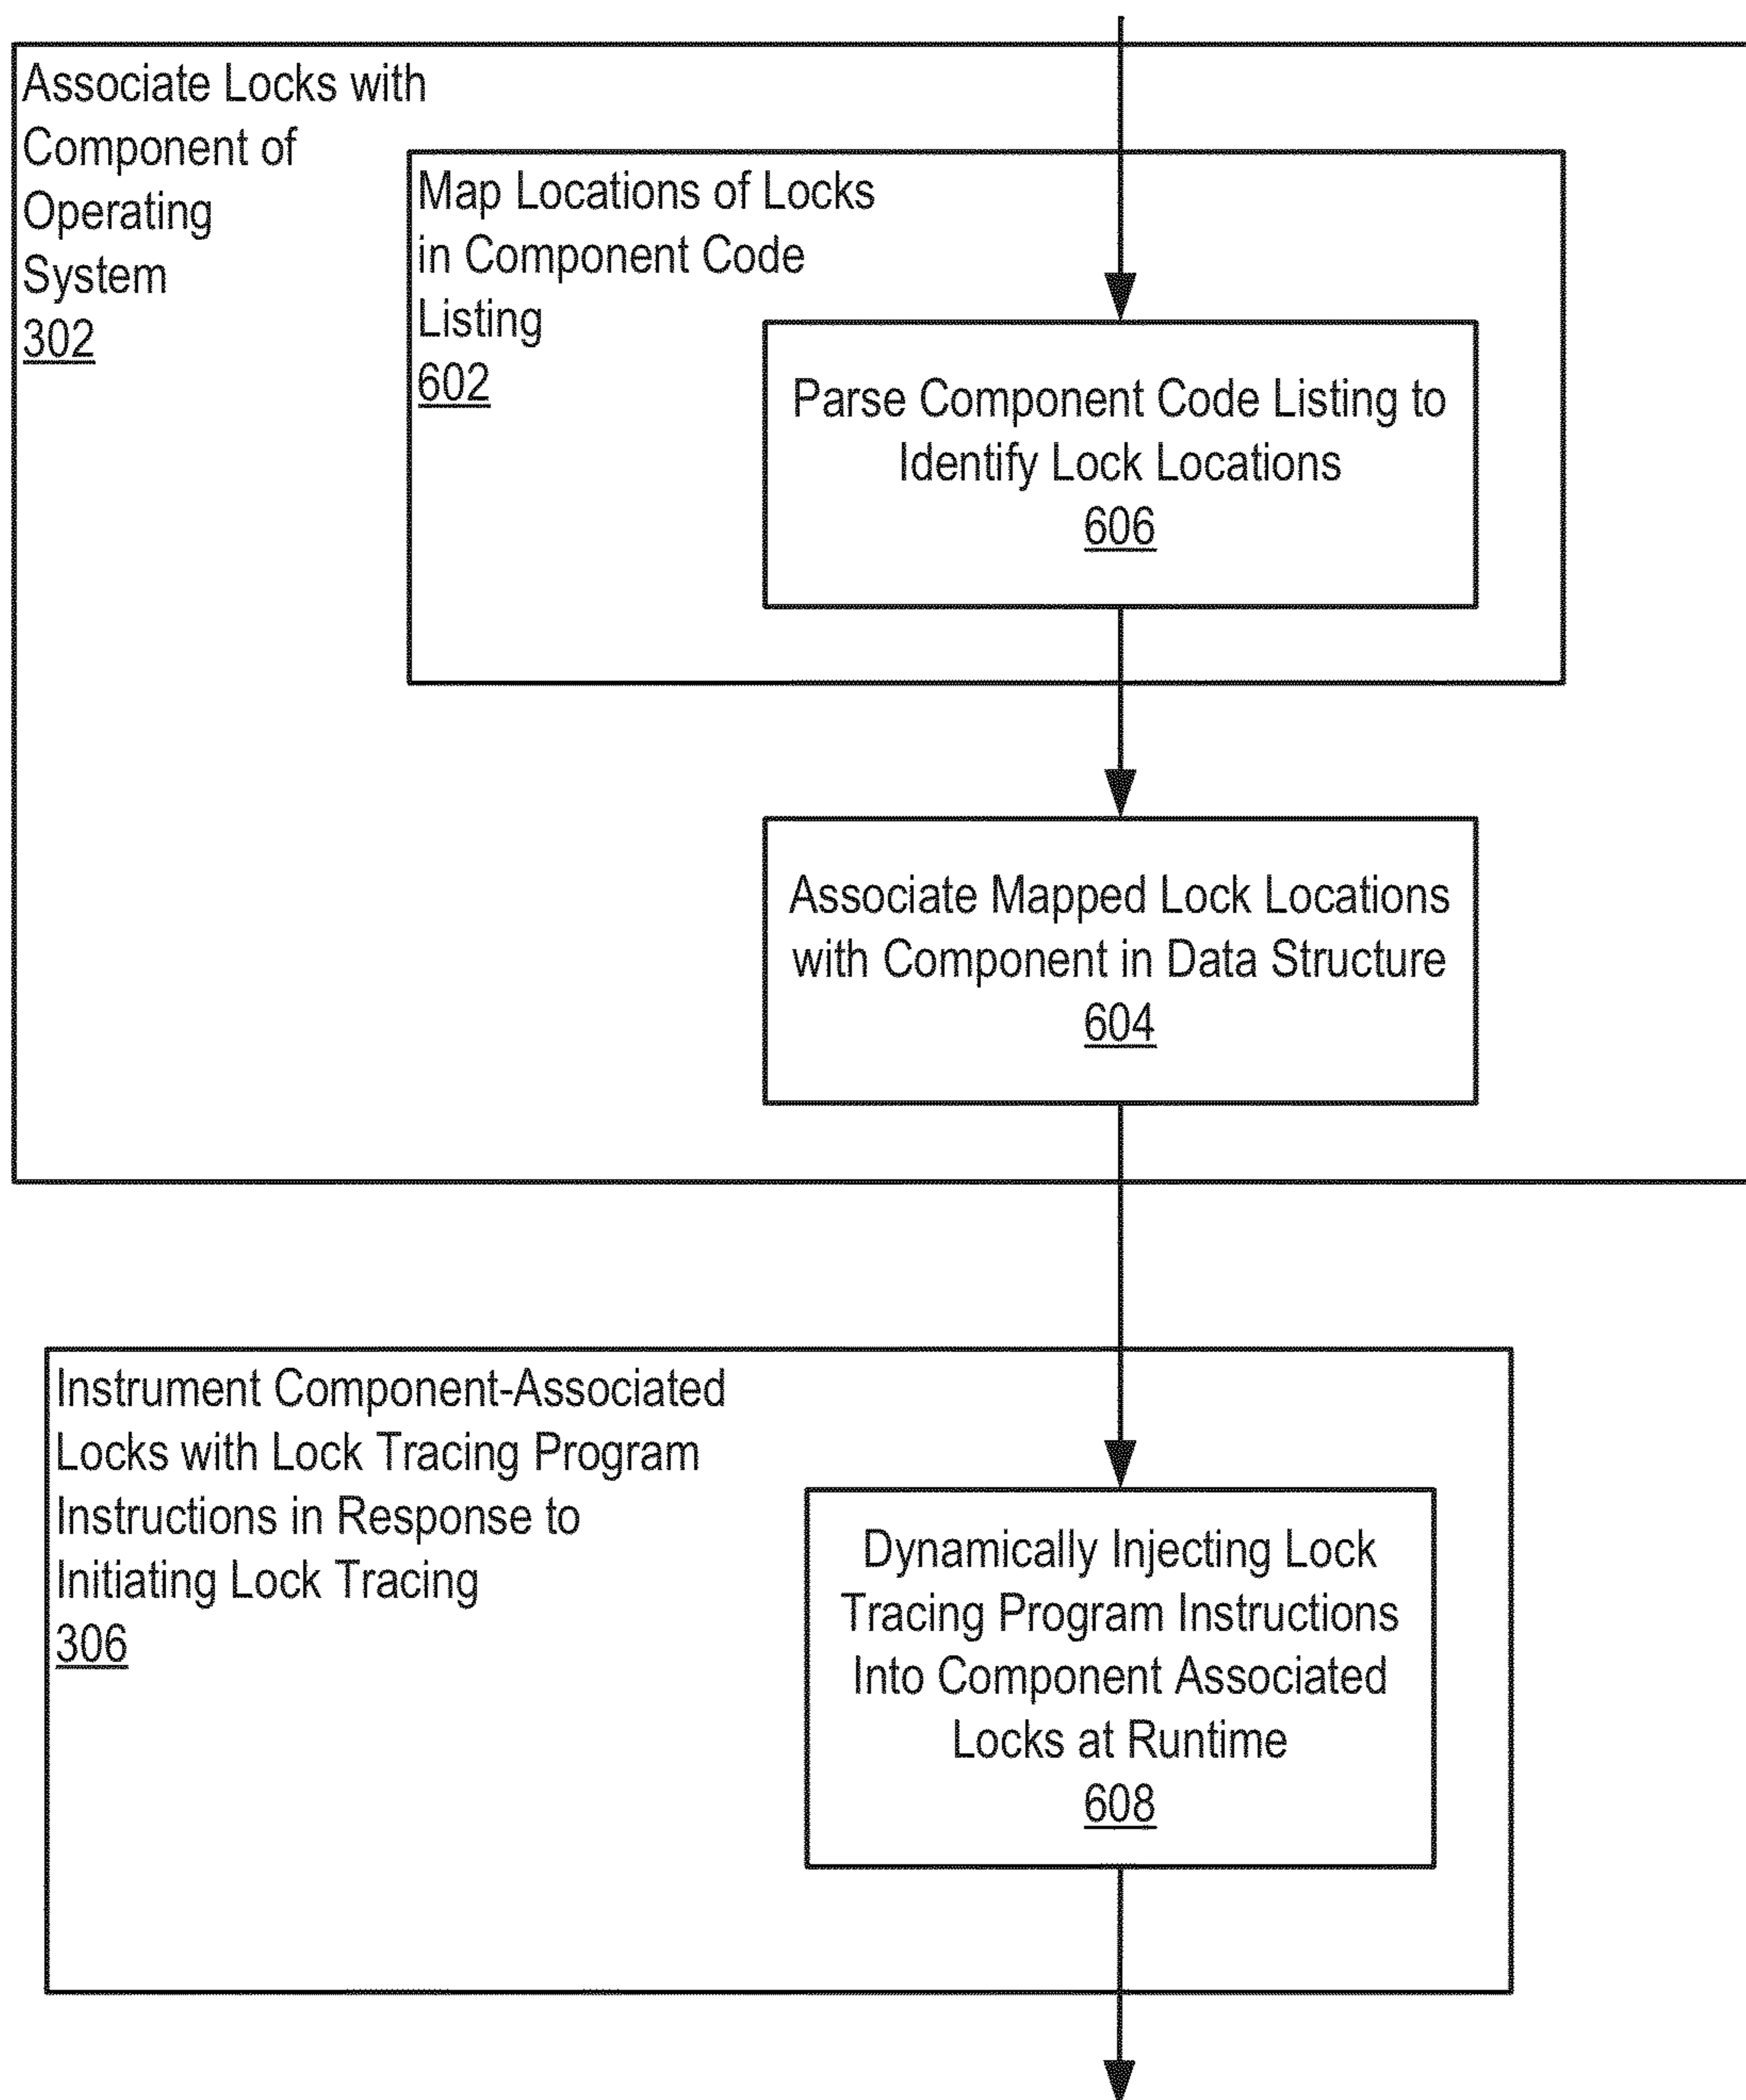 Associate Locks with
Component of
Operating
System
302
Map Locations of Locks
in Component Code
Listing
602
Parse Component Code Listing to
Identify Lock Locations
606
Associate Mapped Lock Locations
with Component in Data Structure
604
Instrument Component-Associated
Locks with Lock Tracing Program
Instructions in Response to
Initiating Lock Tracing
306
Dynamically Injecting Lock
Tracing Program Instructions
Into Component Associated
Locks at Runtime
608